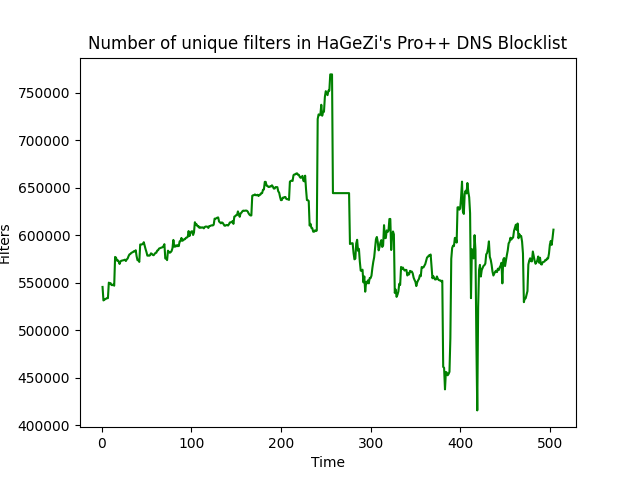 Number of unique filters in HaGeZi's Pro++ DNS Blocklist
750000
700000
650000
600000
550000
500000
450000
400000
Filters
0 100 200 300 400 500
Time